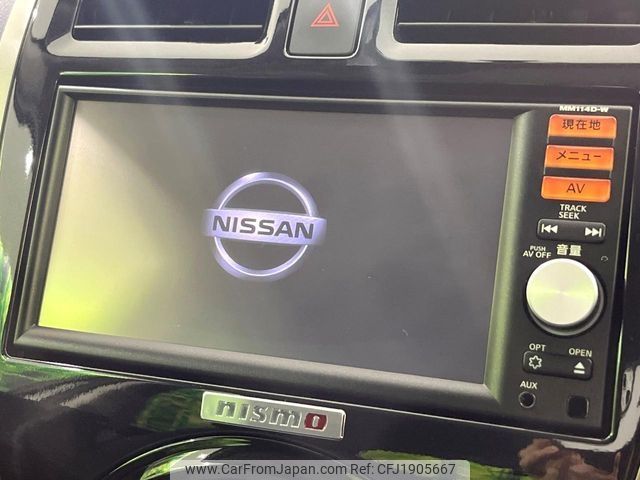 MM114D-W
現在地
メニュー
AV
TRACK
SEEK
PUSH
AV OFF
音量
OPT
OPEN
AUX
NISSAN
nismo
www.CarFromJapan.com Ref-CFJ1905667